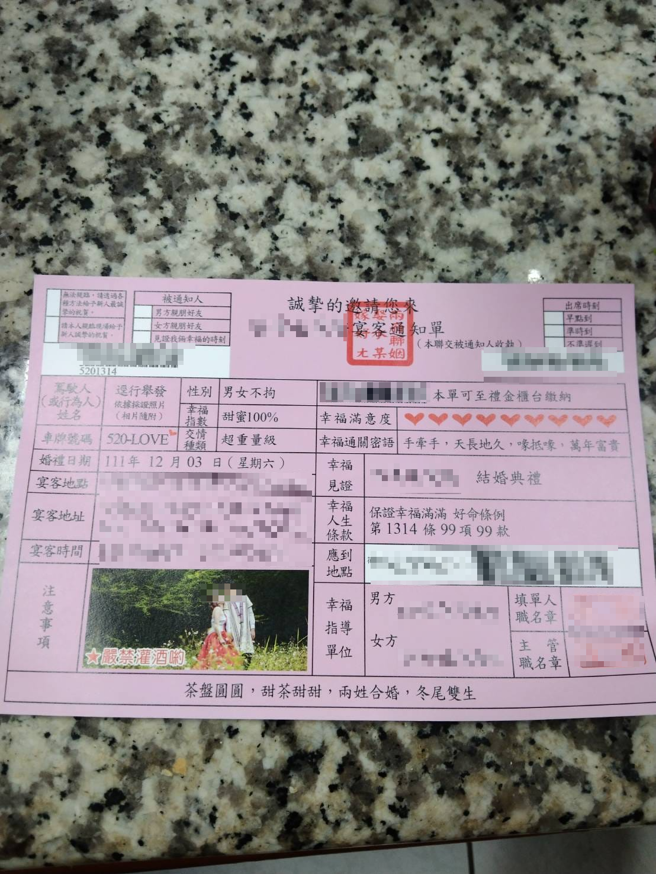 誠摯的邀請您來
宴客通知單
(本聯交被通知人收執)
被通知人
男方親朋好友
女方親朋好友
見證我倆幸福的時刻
出席時刻
早點到
準時到
5201314
駕駛人
(或行為人)
姓名
逕行舉發
依據採證照片
(相片隨附)
性別
男女不拘
本單可至禮金櫃台繳納
幸福
指數
甜蜜100%
幸福滿意度
車牌號碼
520-LOVE
交情
種類
超重量級
幸福通關密語
手牽手,天長地久,喙抵喙,萬年富貴
婚禮日期
111年 12 月 03 日(星期六)
幸福
見證
結婚典禮
宴客地點
宴客地址
幸福
人生
條款
保證幸福滿滿 好命條例
第 1314 條 99 項 99 款
宴客時間
應到
地點
注意事項
★嚴禁灌酒喲
幸福
指導
單位
男方
女方
填單人
職名章
主管
職名章
茶盤圓圓,甜茶甜甜,兩姓合婚,冬尾雙生